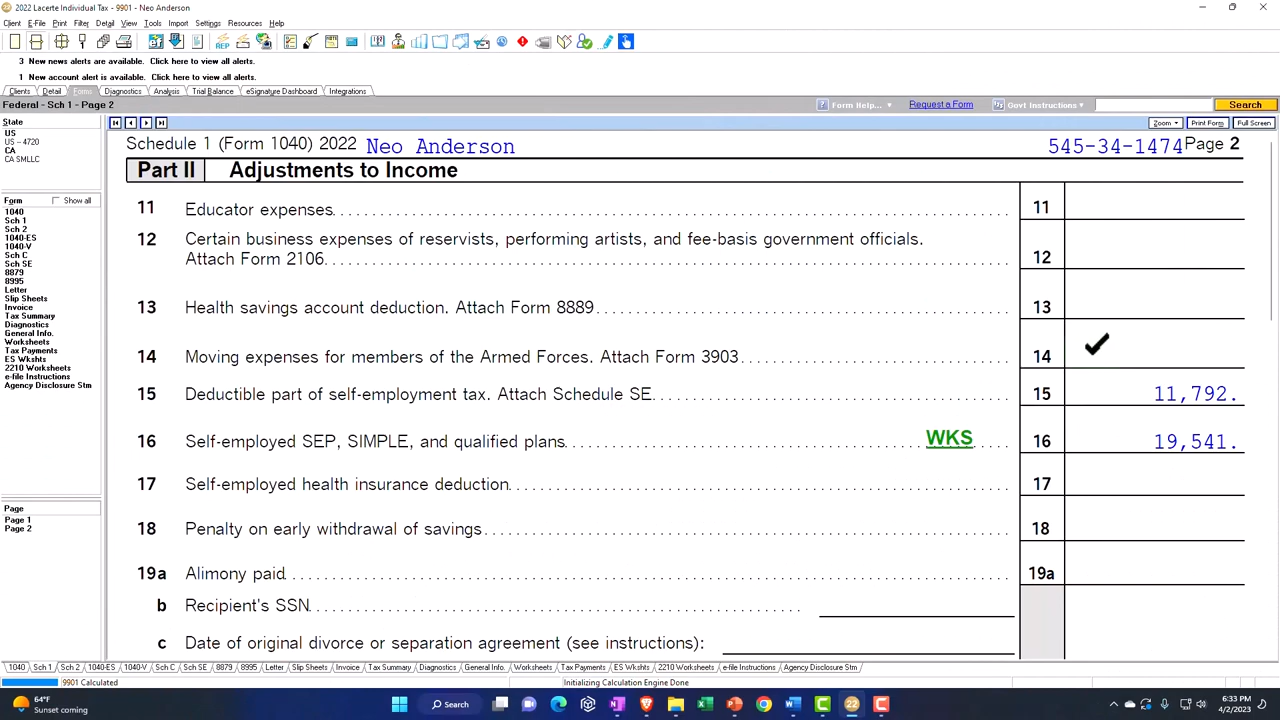 2022 Lacerte Individual Tax - 9901 - Neo Anderson
Client E-File Print Filter Detail View Tools Import Settings Resources Help
REP
3 New news alerts are available. Click here to view all alerts.
1 New account alert is available. Click here to view all alerts.
Clients Detail Forms Diagnostics Analysis Trial Balance eSignature Dashboard Integrations
Federal - Sch 1 - Page 2 Form Help... Request a Form Govt Instructions Search
Zoom Print Form Full Screen
State
US
US - 4720
CA
CA SMLLC
Form Show all
1040
Sch 1
Sch 2
1040-ES
1040-V
Sch C
Sch SE
8879
8995
Letter
Slip Sheets
Invoice
Tax Summary
Diagnostics
General Info.
Worksheets
Tax Payments
ES Wkshts
2210 Worksheets
e-file Instructions
Agency Disclosure Stm
Page
Page 1
Page 2
Schedule 1 (Form 1040) 2022 Neo Anderson 545-34-1474 Page 2
Part II Adjustments to Income
11 Educator expenses 11
12 Certain business expenses of reservists, performing artists, and fee-basis government officials.
Attach Form 2106 12
13 Health savings account deduction. Attach Form 8889 13
14 Moving expenses for members of the Armed Forces. Attach Form 3903 14
15 Deductible part of self-employment tax. Attach Schedule SE 15 11,792.
16 Self-employed SEP, SIMPLE, and qualified plans WKS 16 19,541.
17 Self-employed health insurance deduction 17
18 Penalty on early withdrawal of savings 18
19a Alimony paid 19a
b Recipient's SSN
c Date of original divorce or separation agreement (see instructions):
1040 Sch 1 Sch 2 1040-ES 1040-V Sch C Sch SE 8879 8995 Letter Slip Sheets Invoice Tax Summary Diagnostics General Info. Worksheets Tax Payments ES Wkshts 2210 Worksheets e-file Instructions Agency Disclosure Stm
9901 Calculated Initializing Calculation Engine Done
64°F
Sunset coming
Search
6:33 PM
4/2/2023